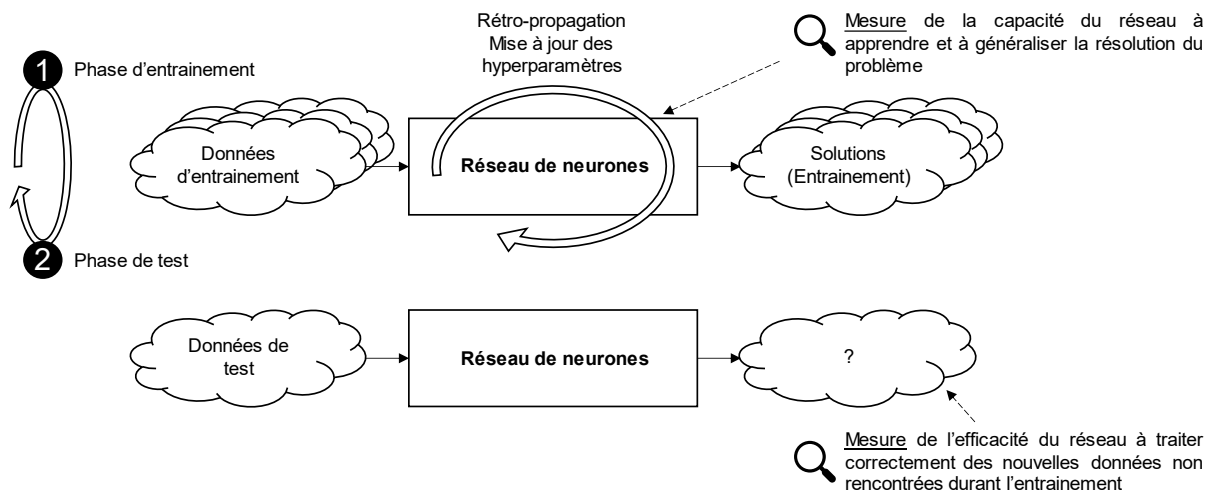 Rétro-propagation
Mise à jour des
hyperparamètres
Mesure de la capacité du réseau à
apprendre et à généraliser la résolution du
problème
1
Phase d'entrainement
Données
d'entrainement
Réseau de neurones
Solutions
(Entrainement)
2
Phase de test
Données de
test
Réseau de neurones
?
Mesure de l'efficacité du réseau à traiter
correctement des nouvelles données non
rencontrées durant l'entrainement